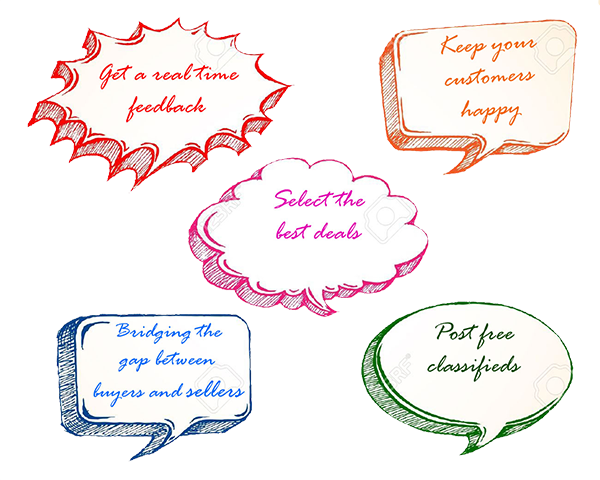 Get a real time
feedback
Keep your
customers
happy
Select the
best deals
Bridging the
gap between
buyers and sellers
Post free
classifieds